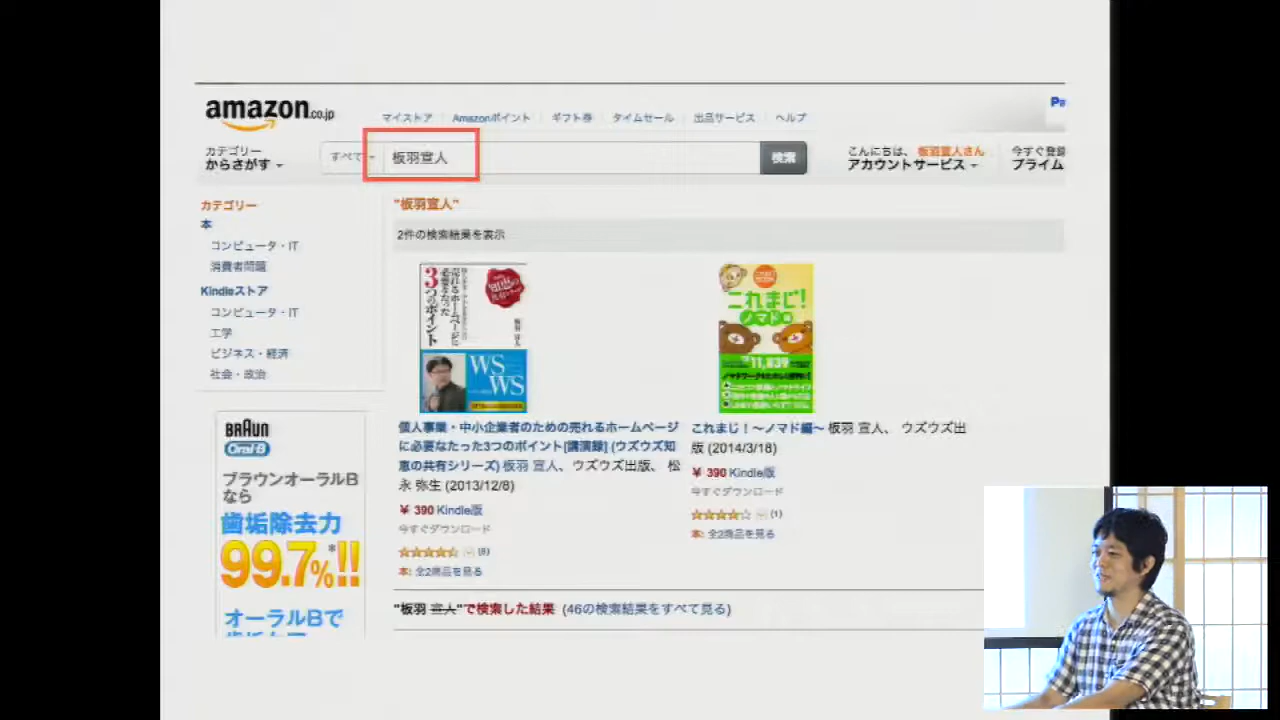 amazon.co.jp
マイストア Amazonポイント ギフト券 タイムセール 出品サービス ヘルプ
カテゴリー
からさがす
すべて 板羽宣人 検索
こんにちは、板羽宣人さん
アカウントサービス
今すぐ登録
プライム
カテゴリー
本
コンピュータ・IT
消費者問題
Kindleストア
コンピュータ・IT
工学
ビジネス・経済
社会・政治
"板羽宣人"
2件の検索結果を表示
3つのポイント
WS
WS
個人事業・中小企業者のための売れるホームページ
に必要なたった3つのポイント[講演録] (ウズウズ知
恵の共有シリーズ) 板羽 宣人、ウズウズ出版、 松
永 弥生 (2013/12/8)
¥ 390 Kindle版
今すぐダウンロード
(8)
本: 全2商品を見る
これまじ!
ノマド編
これまじ！～ノマド編～ 板羽 宣人、 ウズウズ出
版 (2014/3/18)
¥ 390 Kindle版
今すぐダウンロード
(1)
本: 全2商品を見る
"板羽 宣人"で検索した結果 (46の検索結果をすべて見る)
BRAUN
Oral-B
ブラウンオーラルB
なら
歯垢除去力
99.7%*!!
オーラルBで